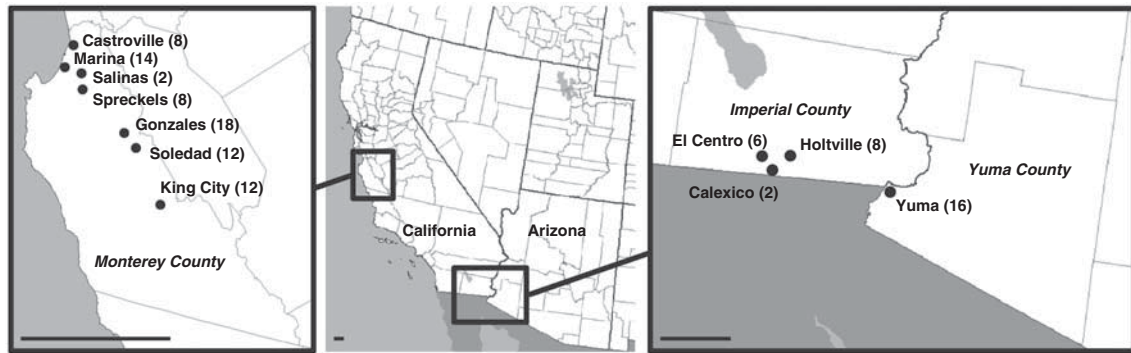 Castroville (8)
Marina (14)
Salinas (2)
Spreckels (8)
Gonzales (18)
Soledad (12)
King City (12)
Monterey County
California
Arizona
Imperial County
El Centro (6)
Holtville (8)
Calexico (2)
Yuma County
Yuma (16)